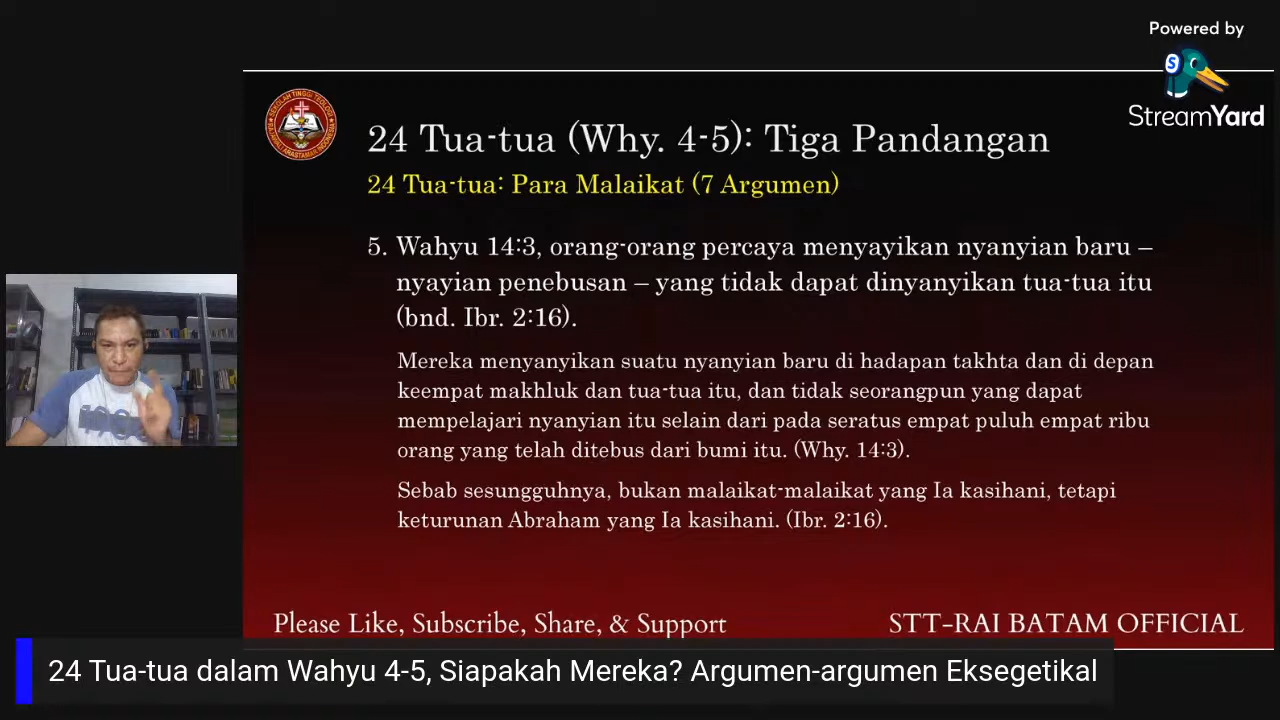 Powered by
StreamYard
24 Tua-tua (Why. 4-5): Tiga Pandangan
24 Tua-tua: Para Malaikat (7 Argumen)
5. Wahyu 14:3, orang-orang percaya menyayikan nyanyian baru –
nyayian penebusan – yang tidak dapat dinyanyikan tua-tua itu
(bnd. Ibr. 2:16).
Mereka menyanyikan suatu nyanyian baru di hadapan takhta dan di depan
keempat makhluk dan tua-tua itu, dan tidak seorangpun yang dapat
mempelajari nyanyian itu selain dari pada seratus empat puluh empat ribu
orang yang telah ditebus dari bumi itu. (Why. 14:3).
Sebab sesungguhnya, bukan malaikat-malaikat yang Ia kasihani, tetapi
keturunan Abraham yang Ia kasihani. (Ibr. 2:16).
Please Like, Subscribe, Share, & Support
STT-RAI BATAM OFFICIAL
24 Tua-tua dalam Wahyu 4-5, Siapakah Mereka? Argumen-argumen Eksegetikal